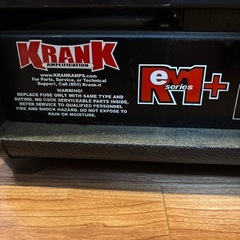 KRANK
AMPLIFICATION
WWW.KRANKAMPS.COM
For Parts, Service, or Technical
Support, Call (810) Krank-it
WARNING!
REPLACE FUSE ONLY WITH SAME TYPE AND
RATING. NO USER SERVICEABLE PARTS INSIDE.
REFER SERVICE TO QUALIFIED PERSONNEL
FIRE AND SHOCK HAZARD. DO NOT EXPOSE TO
RAIN OR MOISTURE.
ReM+
series